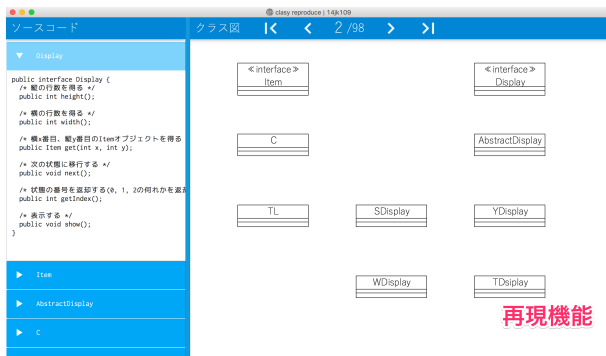 clasy reproduce | 14jk109
ソースコード
クラス図
2 /98
Display
public interface Display {
/* 縦の行数を得る */
public int height();
/* 横の行数を得る */
public int width();
/* 横x番目、縦y番目のItemオブジェクトを得る
public Item get(int x, int y);
/* 次の状態に移行する */
public void next();
/* 状態の番号を返却する(0, 1, 2の何れかを返却
public int getIndex();
/* 表示する */
public void show();
}
Item
AbstractDisplay
C
≪interface≫
Item
≪interface≫
Display
C
AbstractDisplay
TL
SDisplay
YDisplay
WDisplay
TDsiplay
再現機能